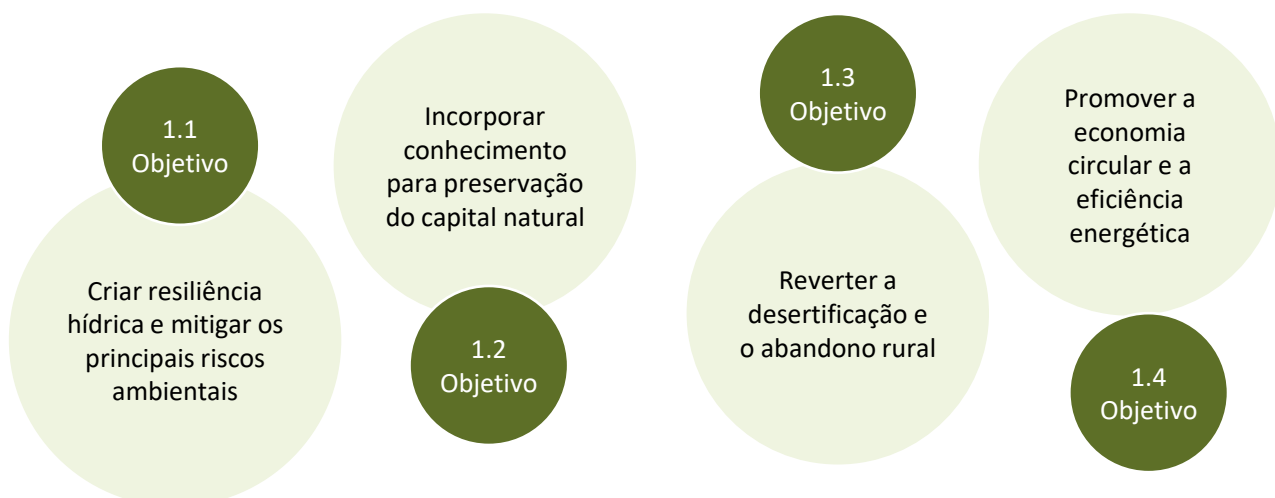 1.1
Objetivo
Criar resiliência
hídrica e mitigar os
principais riscos
ambientais
Incorporar
conhecimento
para preservação
do capital natural
1.2
Objetivo
1.3
Objetivo
Reverter a
desertificação e
o abandono rural
Promover a
economia
circular e a
eficiência
energética
1.4
Objetivo